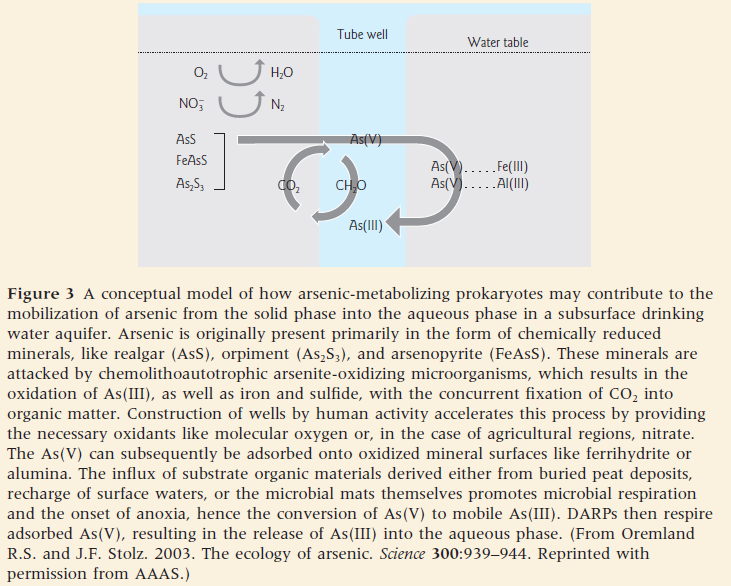 Tube well
Water table
O₂ H₂O
NO₃⁻ N₂
AsS As(V)
FeAsS As(V).....Fe(III)
As₂S₃ CO₂ CH₂O As(V).....Al(III)
As(III)
Figure 3 A conceptual model of how arsenic-metabolizing prokaryotes may contribute to the
mobilization of arsenic from the solid phase into the aqueous phase in a subsurface drinking
water aquifer. Arsenic is originally present primarily in the form of chemically reduced
minerals, like realgar (AsS), orpiment (As₂S₃), and arsenopyrite (FeAsS). These minerals are
attacked by chemolithoautotrophic arsenite-oxidizing microorganisms, which results in the
oxidation of As(III), as well as iron and sulfide, with the concurrent fixation of CO₂ into
organic matter. Construction of wells by human activity accelerates this process by providing
the necessary oxidants like molecular oxygen or, in the case of agricultural regions, nitrate.
The As(V) can subsequently be adsorbed onto oxidized mineral surfaces like ferrihydrite or
alumina. The influx of substrate organic materials derived either from buried peat deposits,
recharge of surface waters, or the microbial mats themselves promotes microbial respiration
and the onset of anoxia, hence the conversion of As(V) to mobile As(III). DARPs then respire
adsorbed As(V), resulting in the release of As(III) into the aqueous phase. (From Oremland
R.S. and J.F. Stolz. 2003. The ecology of arsenic. Science 300:939–944. Reprinted with
permission from AAAS.)